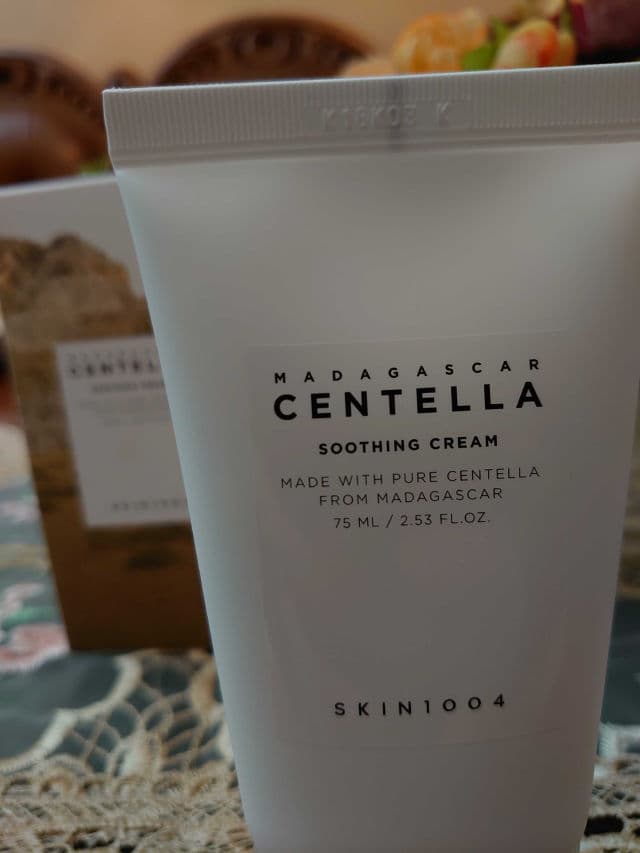 MADAGASCAR
CENTELLA
SOOTHING CREAM
MADE WITH PURE CENTELLA
FROM MADAGASCAR
75 ML / 2.53 FL.OZ.
SKIN1004